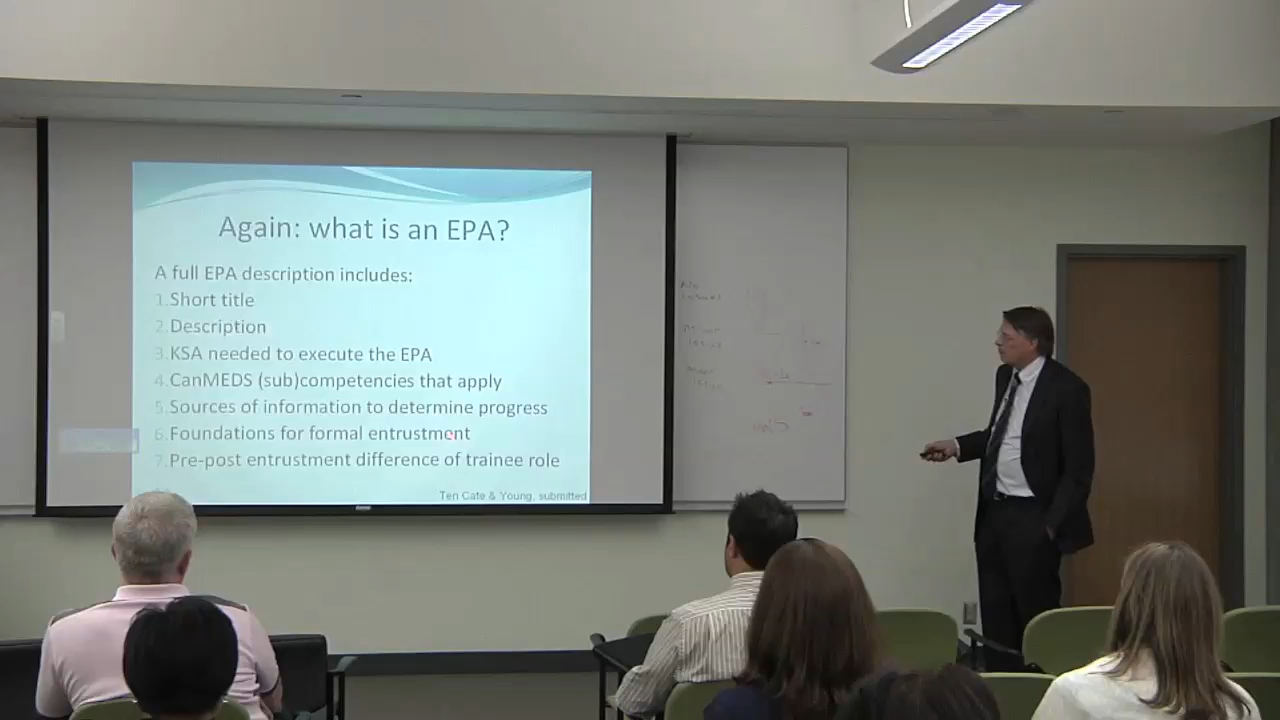 Again: what is an EPA?
A full EPA description includes:
1. Short title
2. Description
3. KSA needed to execute the EPA
4. CanMEDS (sub)competencies that apply
5. Sources of information to determine progress
6. Foundations for formal entrustment
7. Pre-post entrustment difference of trainee role
Ten Cate & Young, submitted